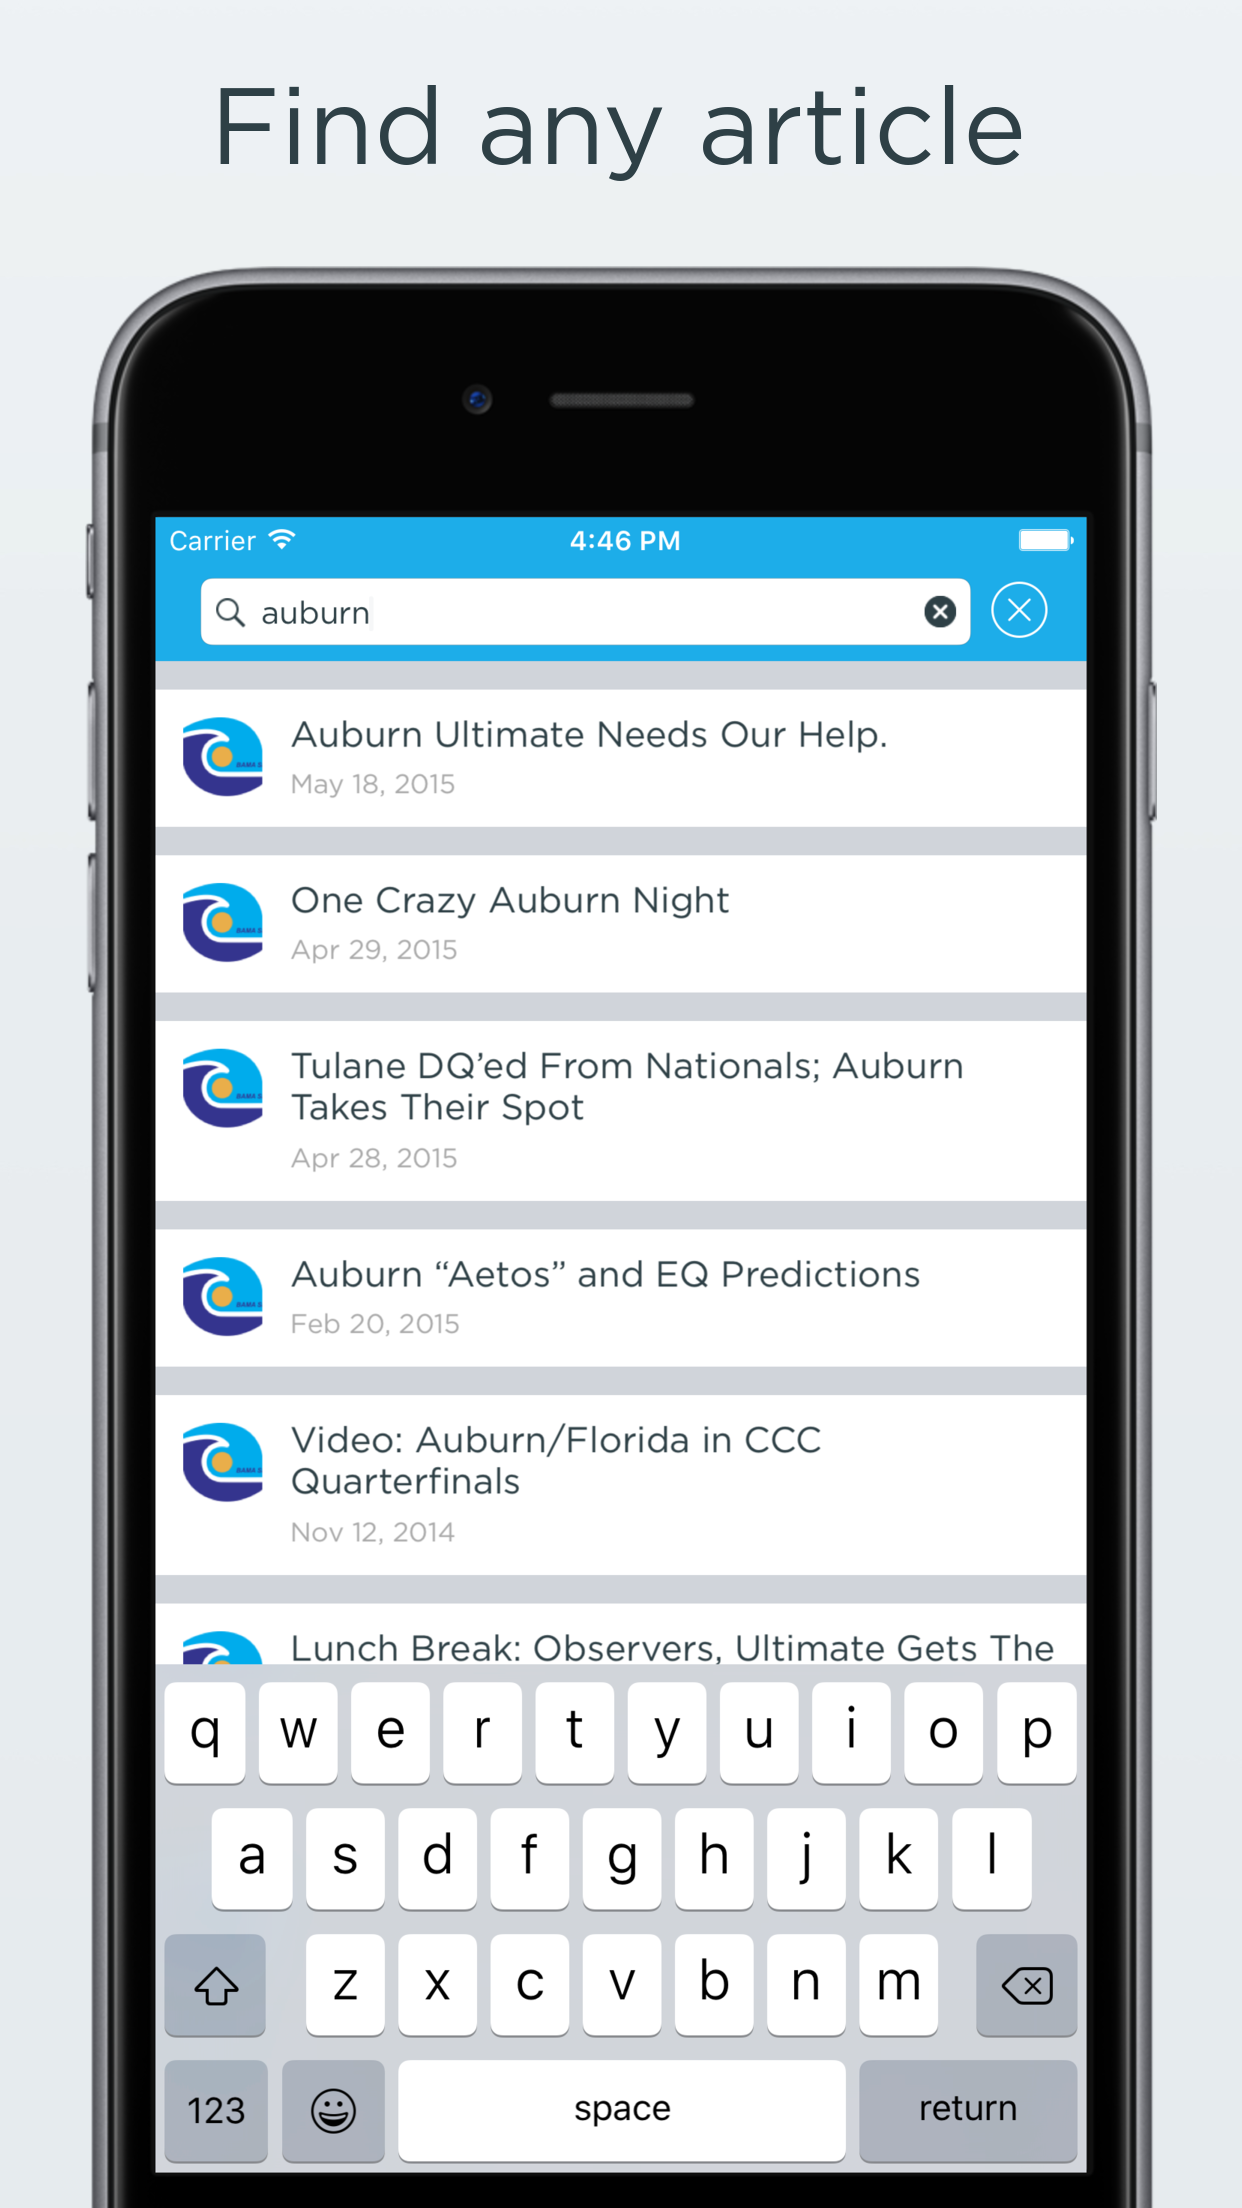 Find any article
Carrier
4:46 PM
auburn
Auburn Ultimate Needs Our Help.
May 18, 2015
One Crazy Auburn Night
Apr 29, 2015
Tulane DQ’ed From Nationals; Auburn
Takes Their Spot
Apr 28, 2015
Auburn “Aetos” and EQ Predictions
Feb 20, 2015
Video: Auburn/Florida in CCC
Quarterfinals
Nov 12, 2014
Lunch Break: Observers, Ultimate Gets The
q w e r t y u i o p
a s d f g h j k l
z x c v b n m
123 space return